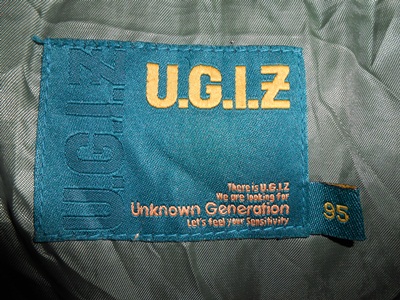 U.G.I.Z
U.G.I.Z
There is U.G.I.Z
We are looking for
Unknown Generation
Let's feel your Sensitivity
95